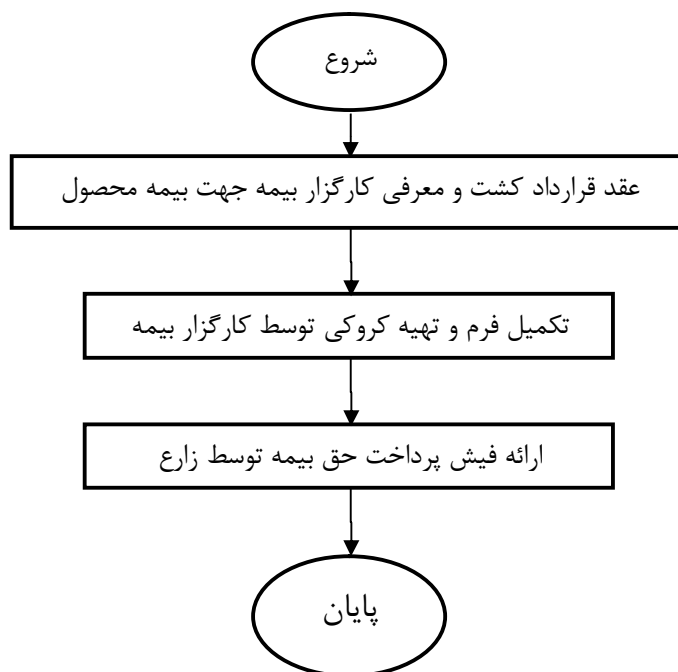 شروع
عقد قرارداد کشت و معرفی کارگزار بیمه جهت بیمه محصول
تکمیل فرم و تهیه کروکی توسط کارگزار بیمه
ارائه فیش پرداخت حق بیمه توسط زارع
پایان